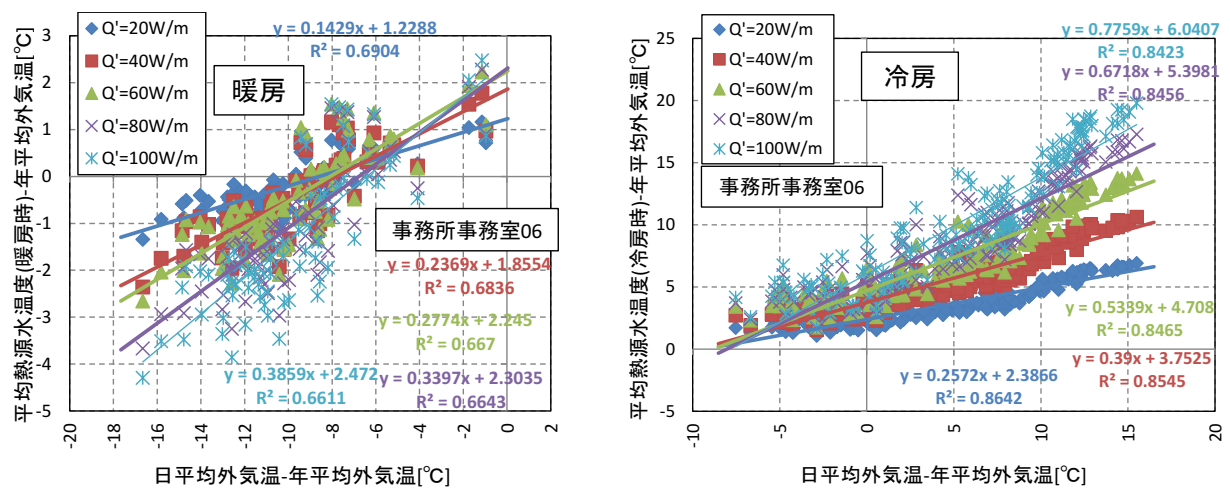 平均熱源水温度(暖房時)-年平均外気温[℃]
Q'=20W/m
Q'=40W/m
Q'=60W/m
Q'=80W/m
Q'=100W/m
暖房
y = 0.1429x + 1.2288
R² = 0.6904
事務所事務室06
y = 0.2369x + 1.8554
R² = 0.6836
y = 0.2774x + 2.245
R² = 0.667
y = 0.3859x + 2.472
R² = 0.6611
y = 0.3397x + 2.3035
R² = 0.6643
3
2
1
0
-1
-2
-3
-4
-5
-20
-18
-16
-14
-12
-10
-8
-6
-4
-2
0
日平均外気温-年平均外気温[℃]
平均熱源水温度(冷房時)-年平均外気温[℃]
Q'=20W/m
Q'=40W/m
Q'=60W/m
Q'=80W/m
Q'=100W/m
冷房
y = 0.7759x + 6.0407
R² = 0.8423
y = 0.6718x + 5.3981
R² = 0.8456
事務所事務室06
y = 0.5339x + 4.708
R² = 0.8465
y = 0.39x + 3.7525
R² = 0.8545
y = 0.2572x + 2.3866
R² = 0.8642
25
20
15
10
5
0
-5
-10
-5
0
5
10
15
20
日平均外気温-年平均外気温[℃]